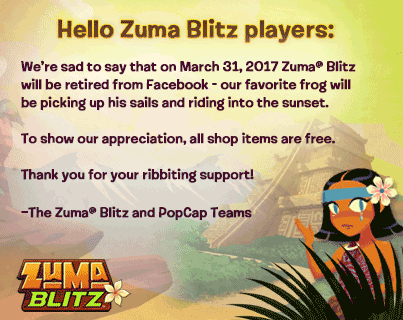 Hello Zuma Blitz players:
We're sad to say that on March 31, 2017 Zuma® Blitz
will be retired from Facebook - our favorite frog will
be picking up his sails and riding into the sunset.
To show our appreciation, all shop items are free.
Thank you for your ribbiting support!
–The Zuma® Blitz and PopCap Teams
ZUMA
BLITZ